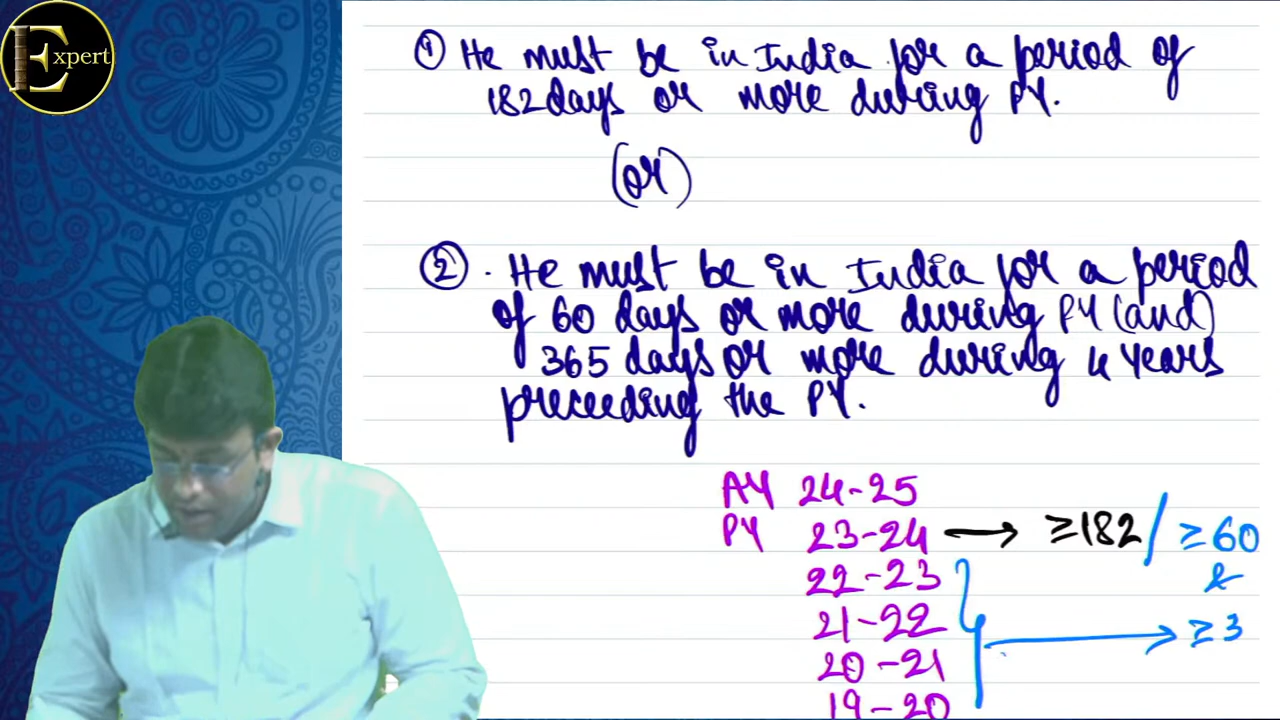 Expert
① He must be in India for a period of
182 days or more during PY.
(or)
② . He must be in India for a period
of 60 days or more during PY (and)
365 days or more during 4 years
preceeding the PY.
AY 24-25
PY 23-24 → ≥182 / ≥60
22-23 &
21-22 → ≥3
20-21
19-20